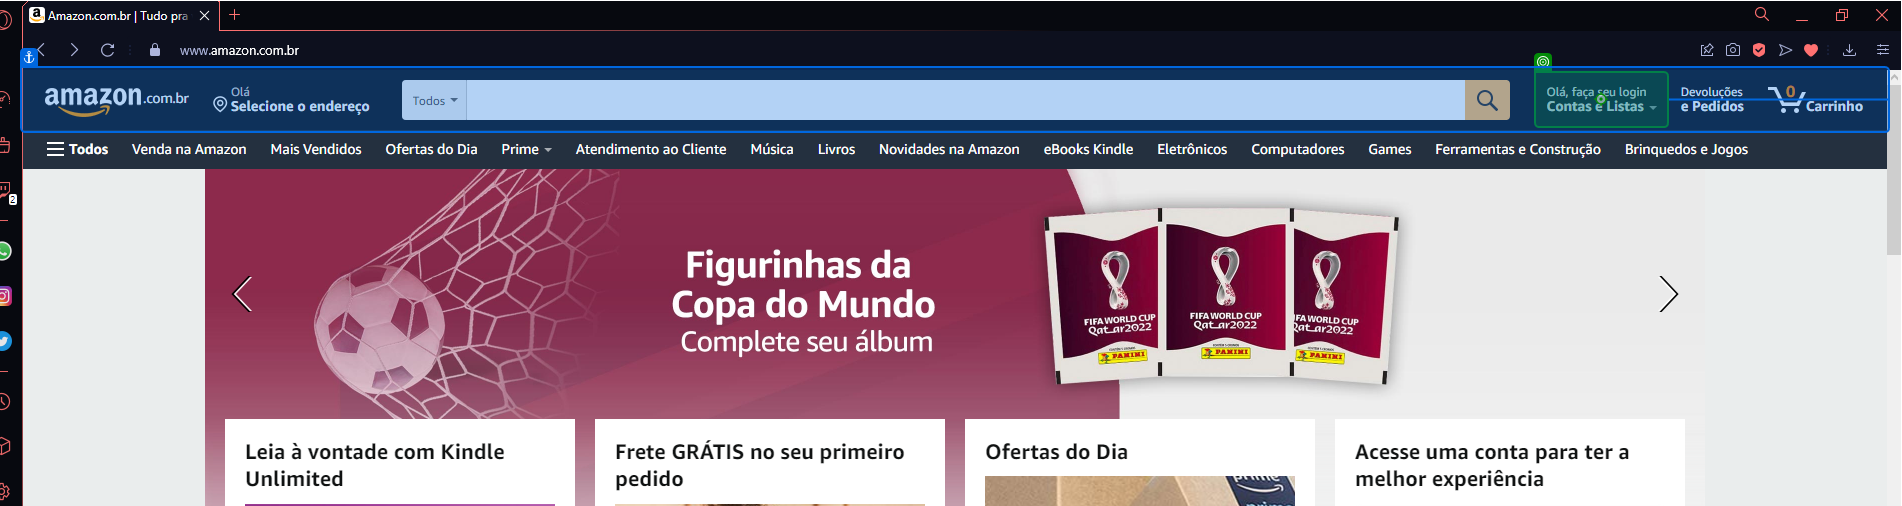 Amazon.com.br | Tudo pra
www.amazon.com.br
amazon.com.br
Olá
Selecione o endereço
Todos
Olá, faça seu login
Contas e Listas
Devoluções
e Pedidos
0
Carrinho
Todos
Venda na Amazon
Mais Vendidos
Ofertas do Dia
Prime
Atendimento ao Cliente
Música
Livros
Novidades na Amazon
eBooks Kindle
Eletrônicos
Computadores
Games
Ferramentas e Construção
Brinquedos e Jogos
2
Figurinhas da
Copa do Mundo
Complete seu álbum
FIFA WORLD CUP
Qatar2022
PANINI
FIFA WORLD CUP
Qatar2022
PANINI
FIFA WORLD CUP
Qatar2022
PANINI
Leia à vontade com Kindle
Unlimited
Frete GRÁTIS no seu primeiro
pedido
Ofertas do Dia
Acesse uma conta para ter a
melhor experiência
prime